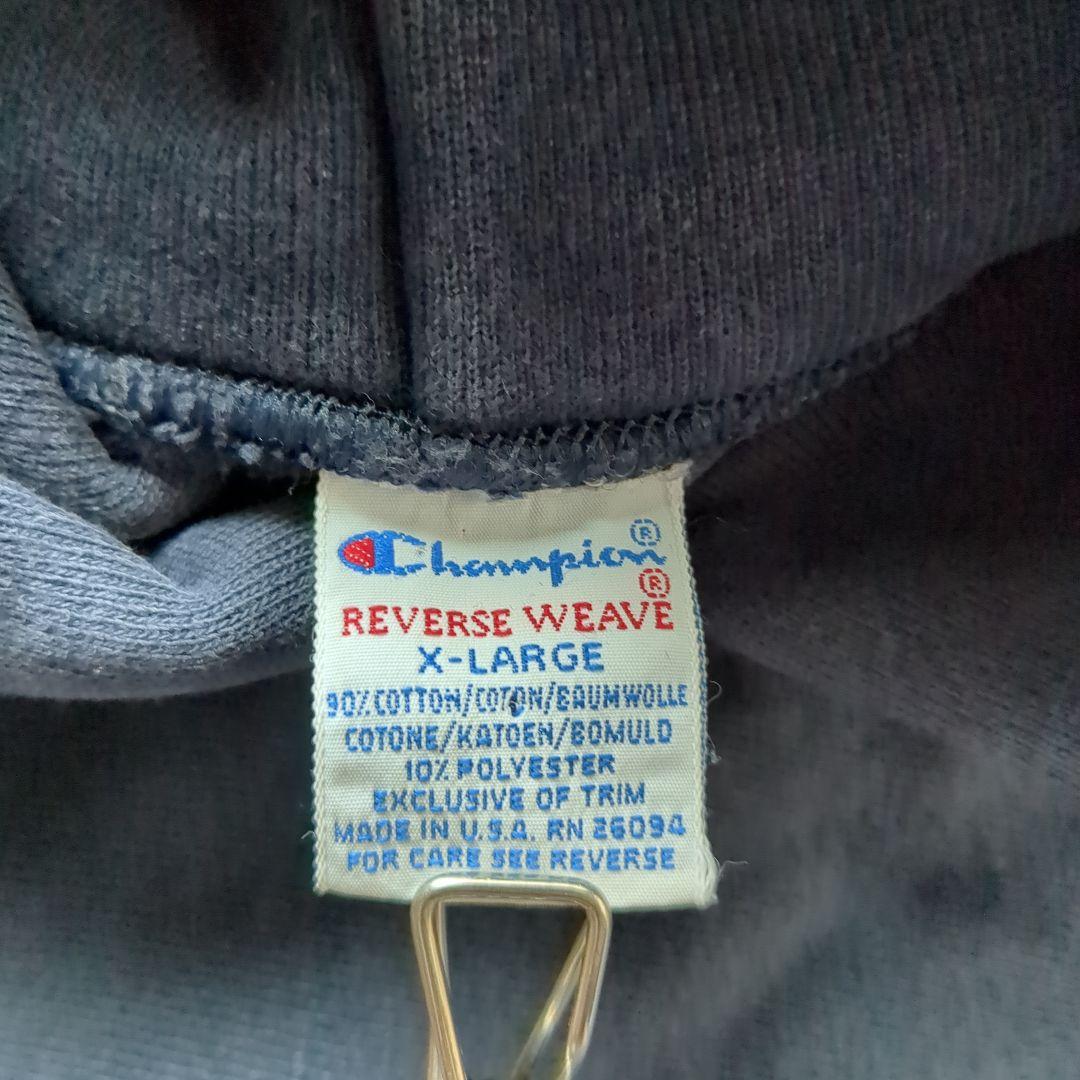 Champion®
REVERSE WEAVE®
X-LARGE
90% COTTON/COTON/BAUMWOLLE
COTONE/KATOEN/BOMULD
10% POLYESTER
EXCLUSIVE OF TRIM
MADE IN U.S.A. RN 26094
FOR CARE SEE REVERSE